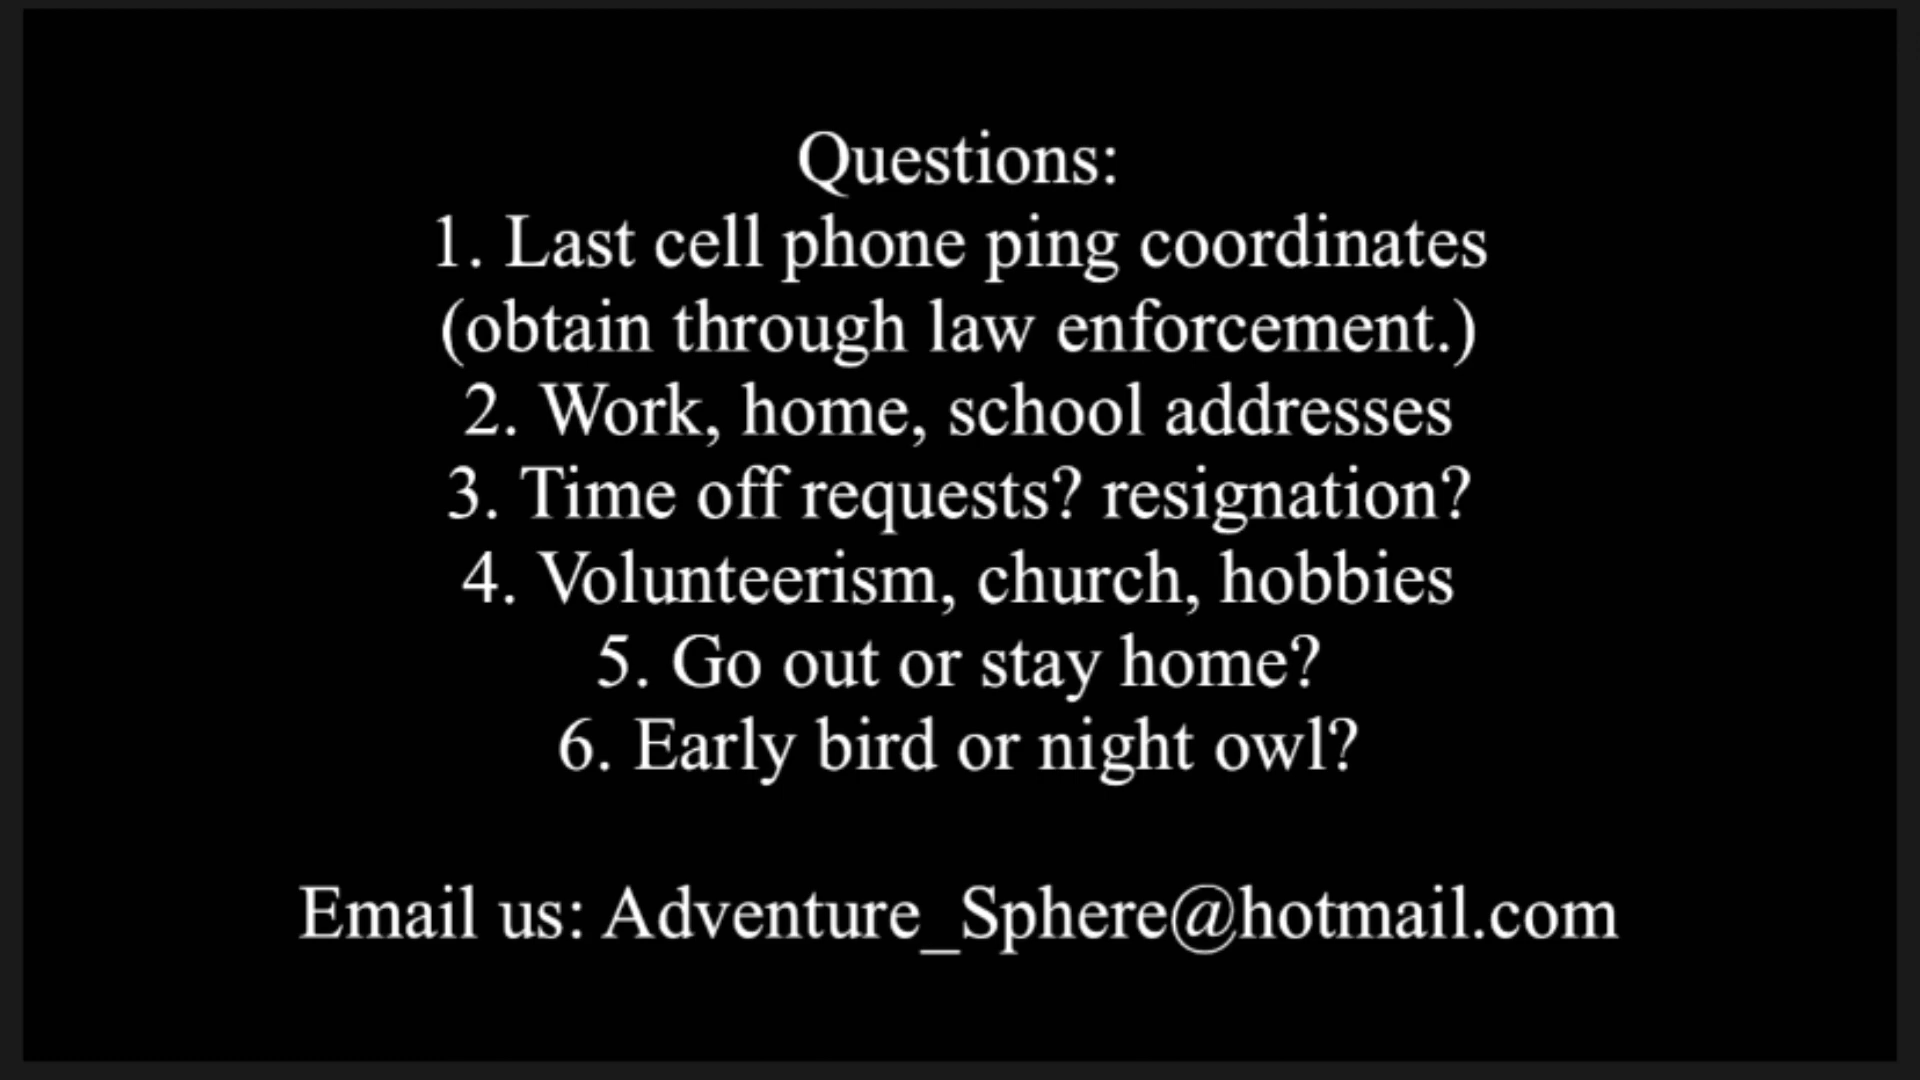 Questions:
1. Last cell phone ping coordinates
(obtain through law enforcement.)
2. Work, home, school addresses
3. Time off requests? resignation?
4. Volunteerism, church, hobbies
5. Go out or stay home?
6. Early bird or night owl?
Email us: Adventure_Sphere@hotmail.com